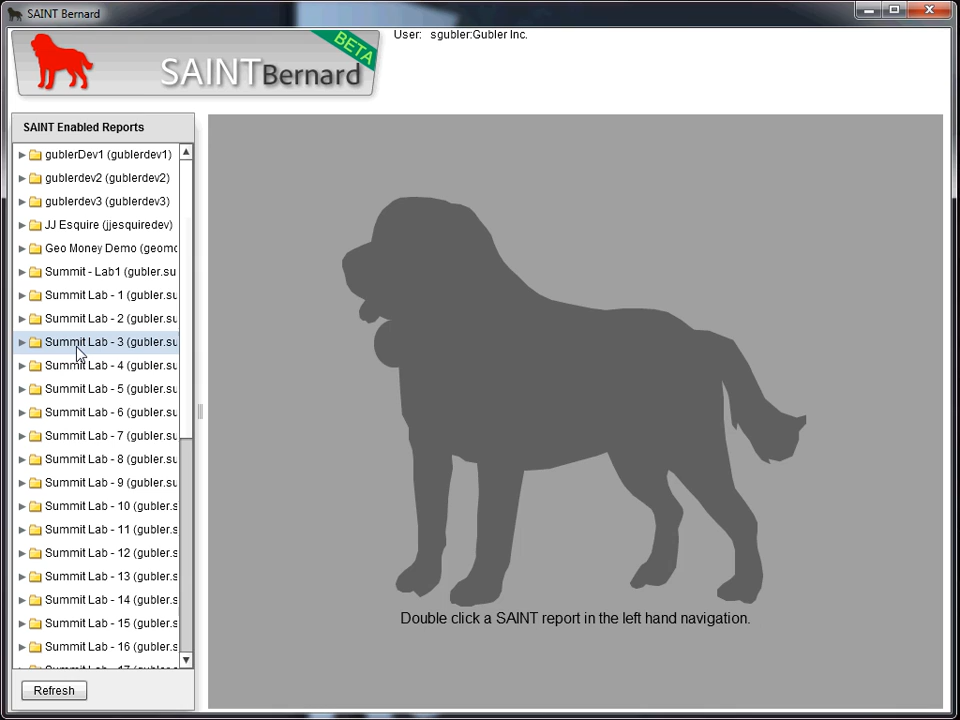 SAINT Bernard
User: sgubler:Gubler Inc.
BETA
SAINTBernard
SAINT Enabled Reports
gublerDev1 (gublerdev1)
gublerdev2 (gublerdev2)
gublerdev3 (gublerdev3)
JJ Esquire (jjesquiredev)
Geo Money Demo (geomo
Summit - Lab1 (gubler.su
Summit Lab - 1 (gubler.su
Summit Lab - 2 (gubler.su
Summit Lab - 3 (gubler.su
Summit Lab - 4 (gubler.su
Summit Lab - 5 (gubler.su
Summit Lab - 6 (gubler.su
Summit Lab - 7 (gubler.su
Summit Lab - 8 (gubler.su
Summit Lab - 9 (gubler.su
Summit Lab - 10 (gubler.s
Summit Lab - 11 (gubler.s
Summit Lab - 12 (gubler.s
Summit Lab - 13 (gubler.s
Summit Lab - 14 (gubler.s
Summit Lab - 15 (gubler.s
Summit Lab - 16 (gubler.s
Summit Lab - 17 (gubler.s
Double click a SAINT report in the left hand navigation.
Refresh